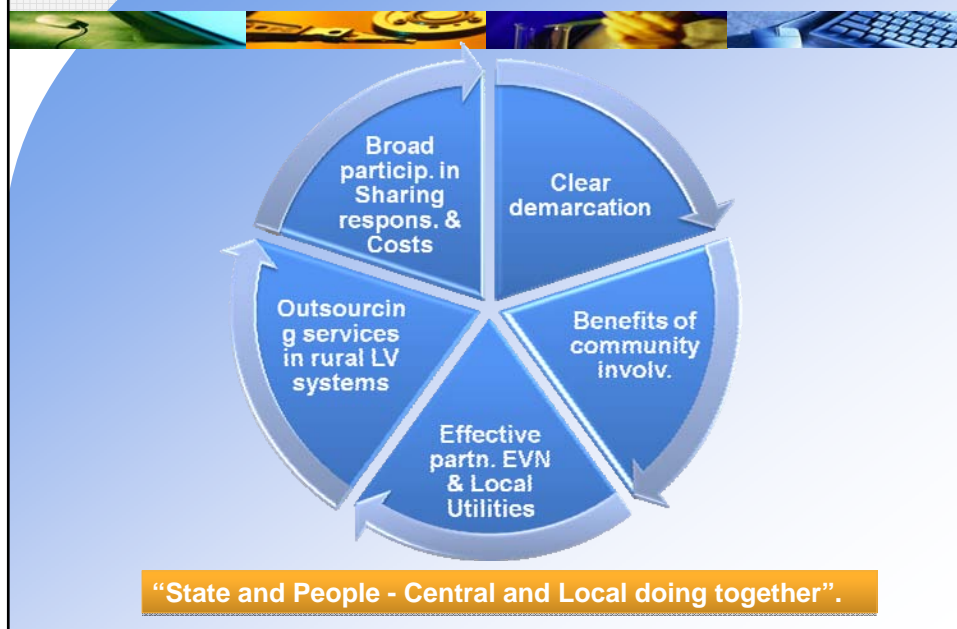 Broad
particip. in
Sharing
respons. &
Costs
Clear
demarcation
Benefits of
community
involv.
Effective
partn. EVN
& Local
Utilities
Outsourcin
g services
in rural LV
systems
“State and People - Central and Local doing together”.